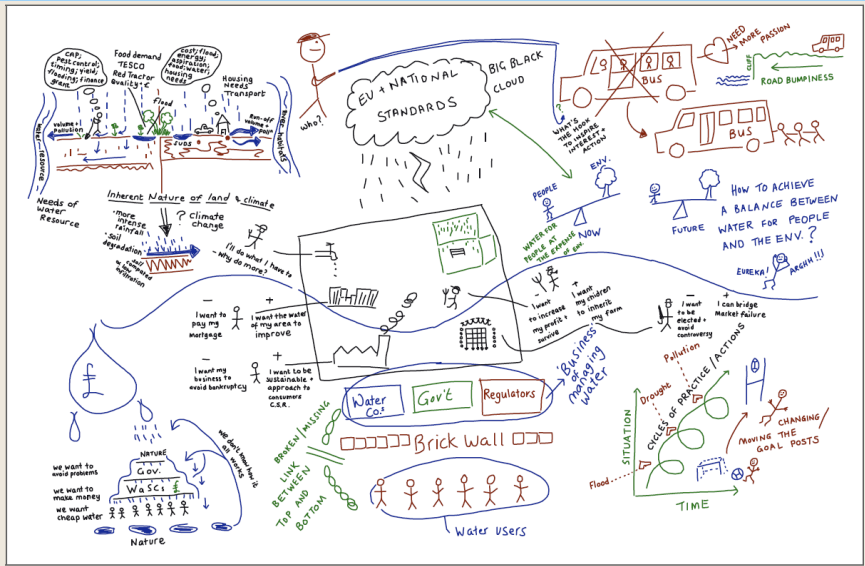 CAP;
Pest control;
timing; yield;
flooding; finance
grant
Food demand
TESCO
Red Tractor
Quality
cost; flood;
energy;
aspiration;
food; water;
housing
needs
Housing
Needs
Transport
Flood
volume +
pollution
Run-off
volume +
SUDS
water resource
Needs of
Water
Resource
Inherent Nature of land & climate
• more
intense
rainfall
• soil
degradation
? Climate
change
soil
compacted
infiltration
Who?
EU + NATIONAL
STANDARDS
BIG BLACK
CLOUD
?
WHAT'S
THE HOOK
TO INSPIRE
INTEREST +
ACTION
BUS
NEED
MORE
PASSION
CLIFF
ROAD BUMPINESS
BUS
PEOPLE
ENV.
NOW
WATER FOR
PEOPLE AT
THE EXPENSE
OF ENV.
FUTURE
HOW TO ACHIEVE
A BALANCE BETWEEN
WATER FOR PEOPLE
AND THE ENV.?
EUREKA!
ARGHH!!!
I'll do what I have to
- Why do more?
−
I want to
pay my
mortgage
+
I want the water
of my area to
improve
−
I want my
business to
avoid bankruptcy
+
I want to be
sustainable +
approach to
consumers
C.S.R.
−
I want
to increase
my profit +
survive
+
I want
my children
to inherit
my farm
−
I want
to be
elected +
avoid
controversy
+
I can bridge
Market failure
£
we don't know how it
all works
NATURE
Gov.
WaSCs £
we want to
avoid problems
we want to
make money
we want
cheap water
Nature
Water
Co.s
Gov't
Regulators
'Business'
of
managing
water
Brick Wall
BROKEN/MISSING
LINK
BETWEEN
TOP AND
BOTTOM
Water users
SITUATION
TIME
CYCLES OF PRACTICE/ACTIONS
Flood
Drought
Pollution
CHANGING/
MOVING THE
GOAL POSTS